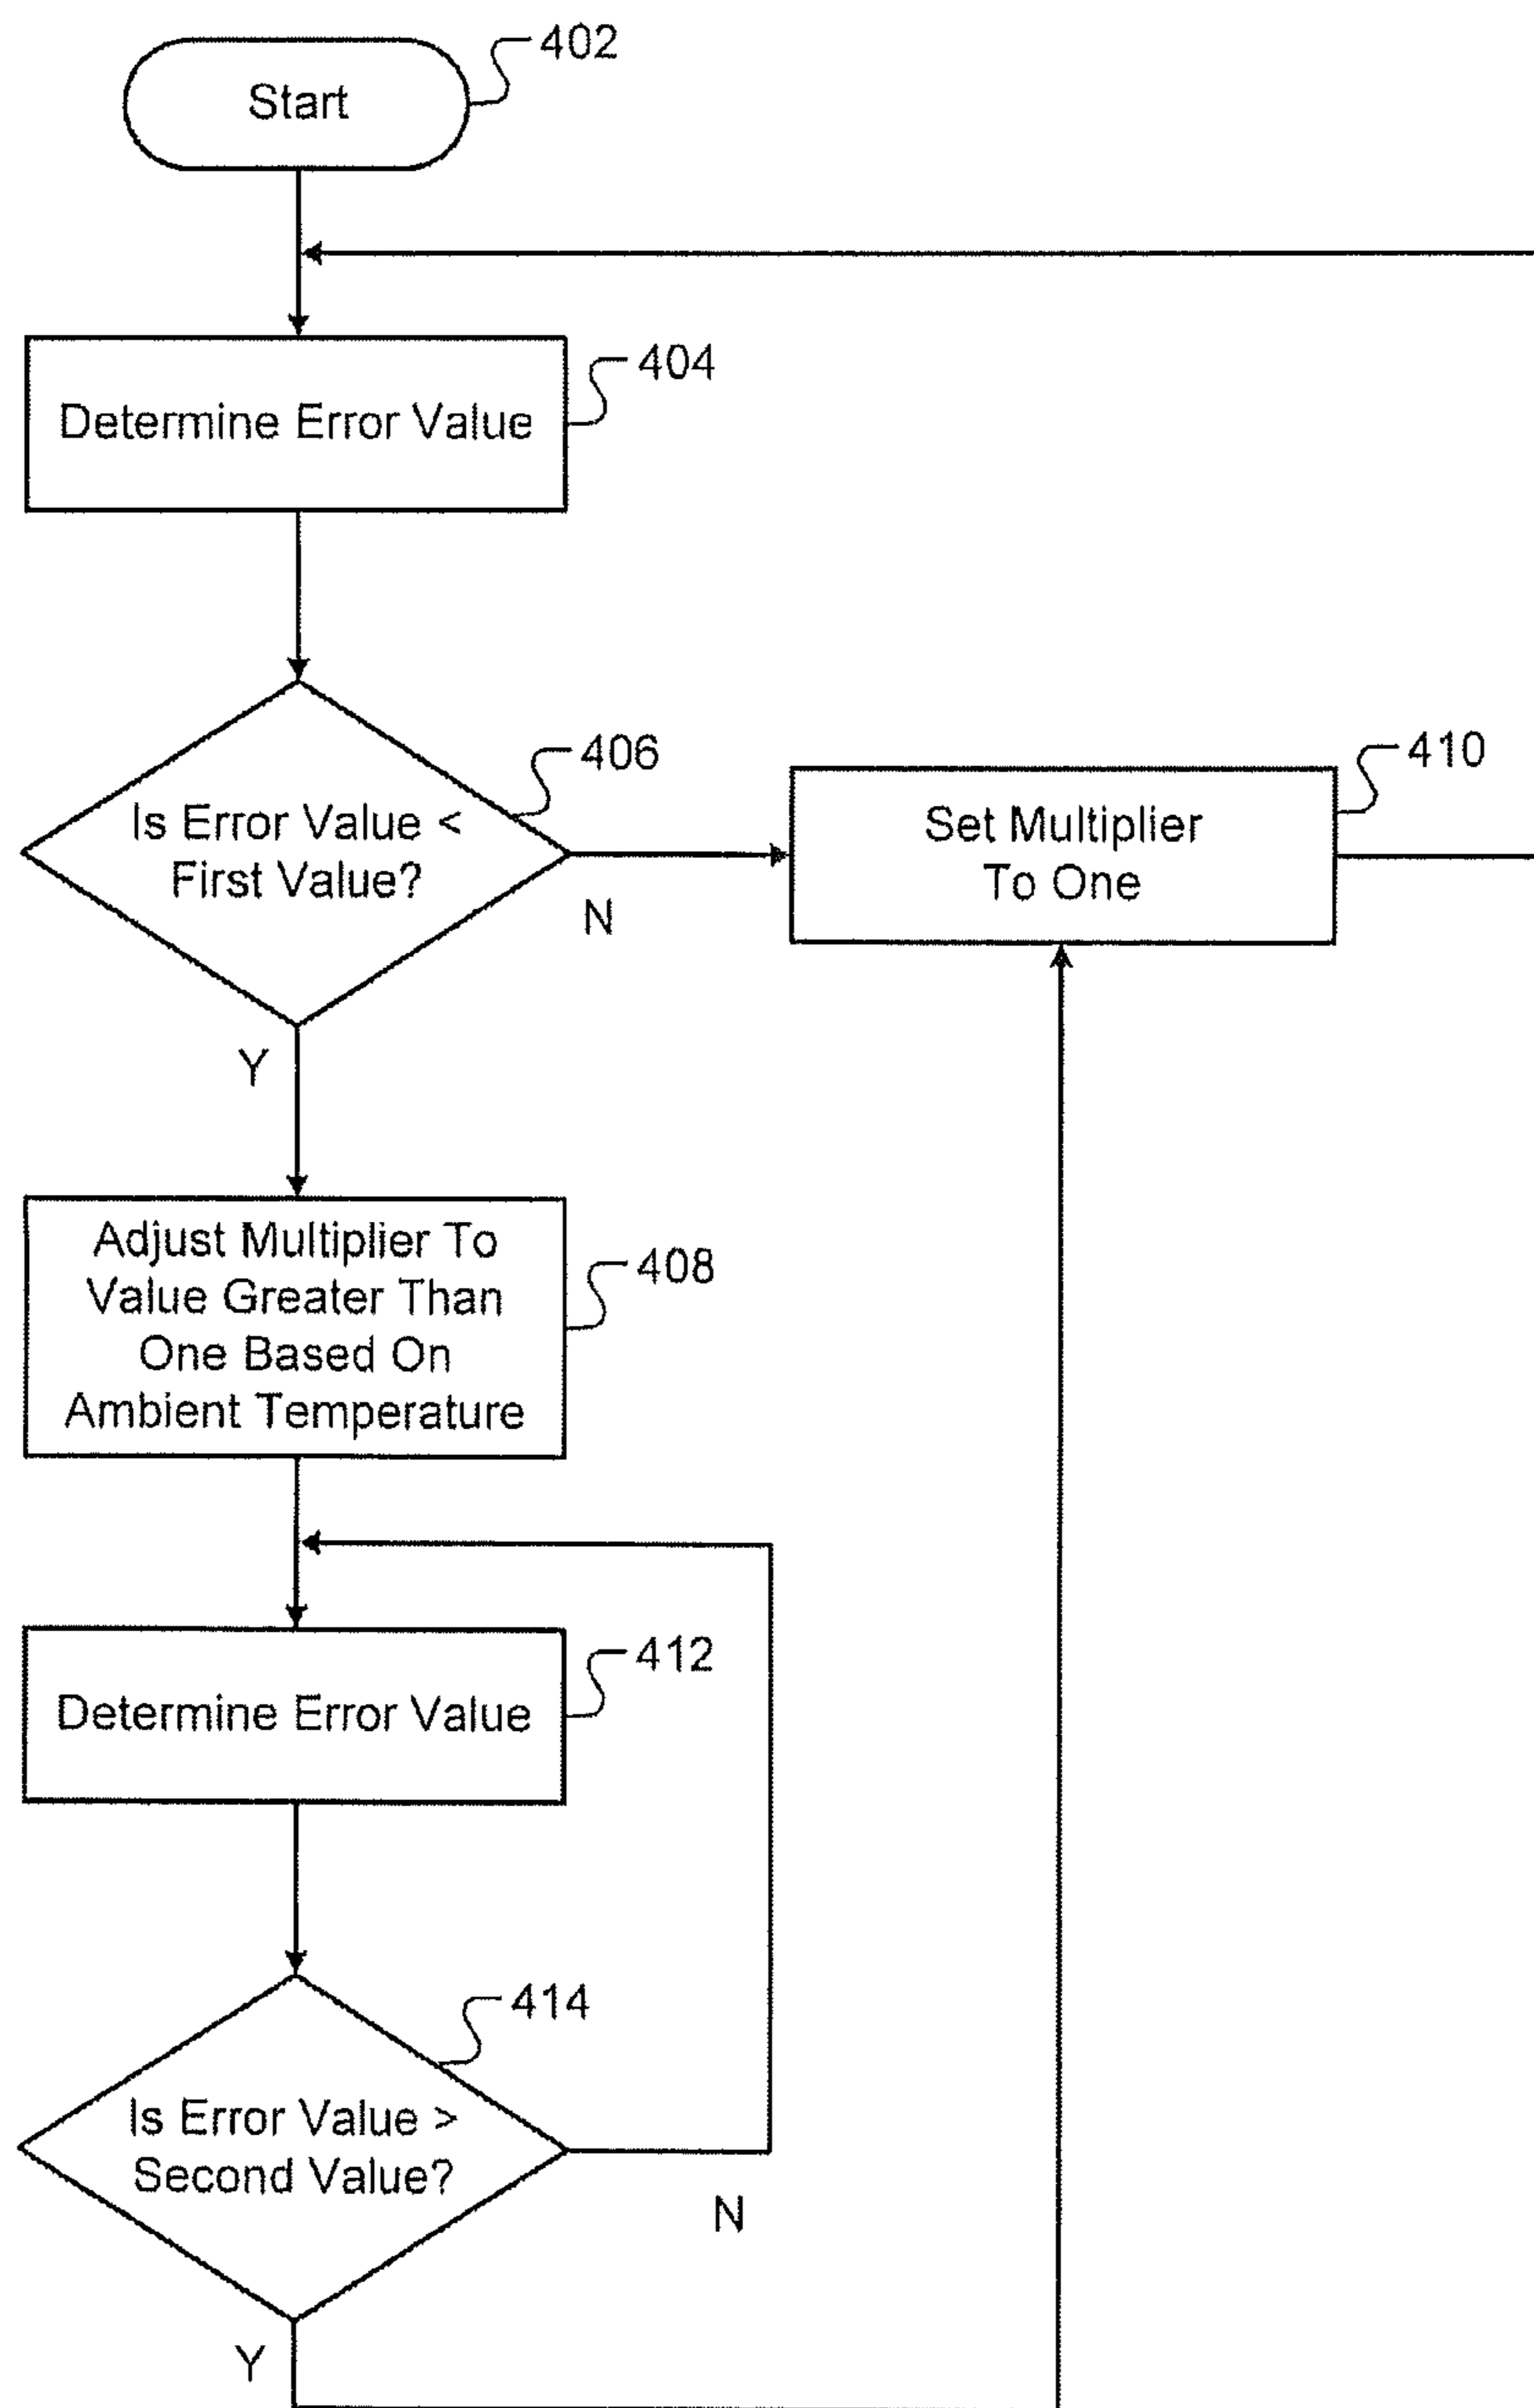 402
Start
404
Determine Error Value
406
Is Error Value <
First Value?
N
Y
410
Set Multiplier
To One
408
Adjust Multiplier To
Value Greater Than
One Based On
Ambient Temperature
412
Determine Error Value
414
Is Error Value >
Second Value?
N
Y